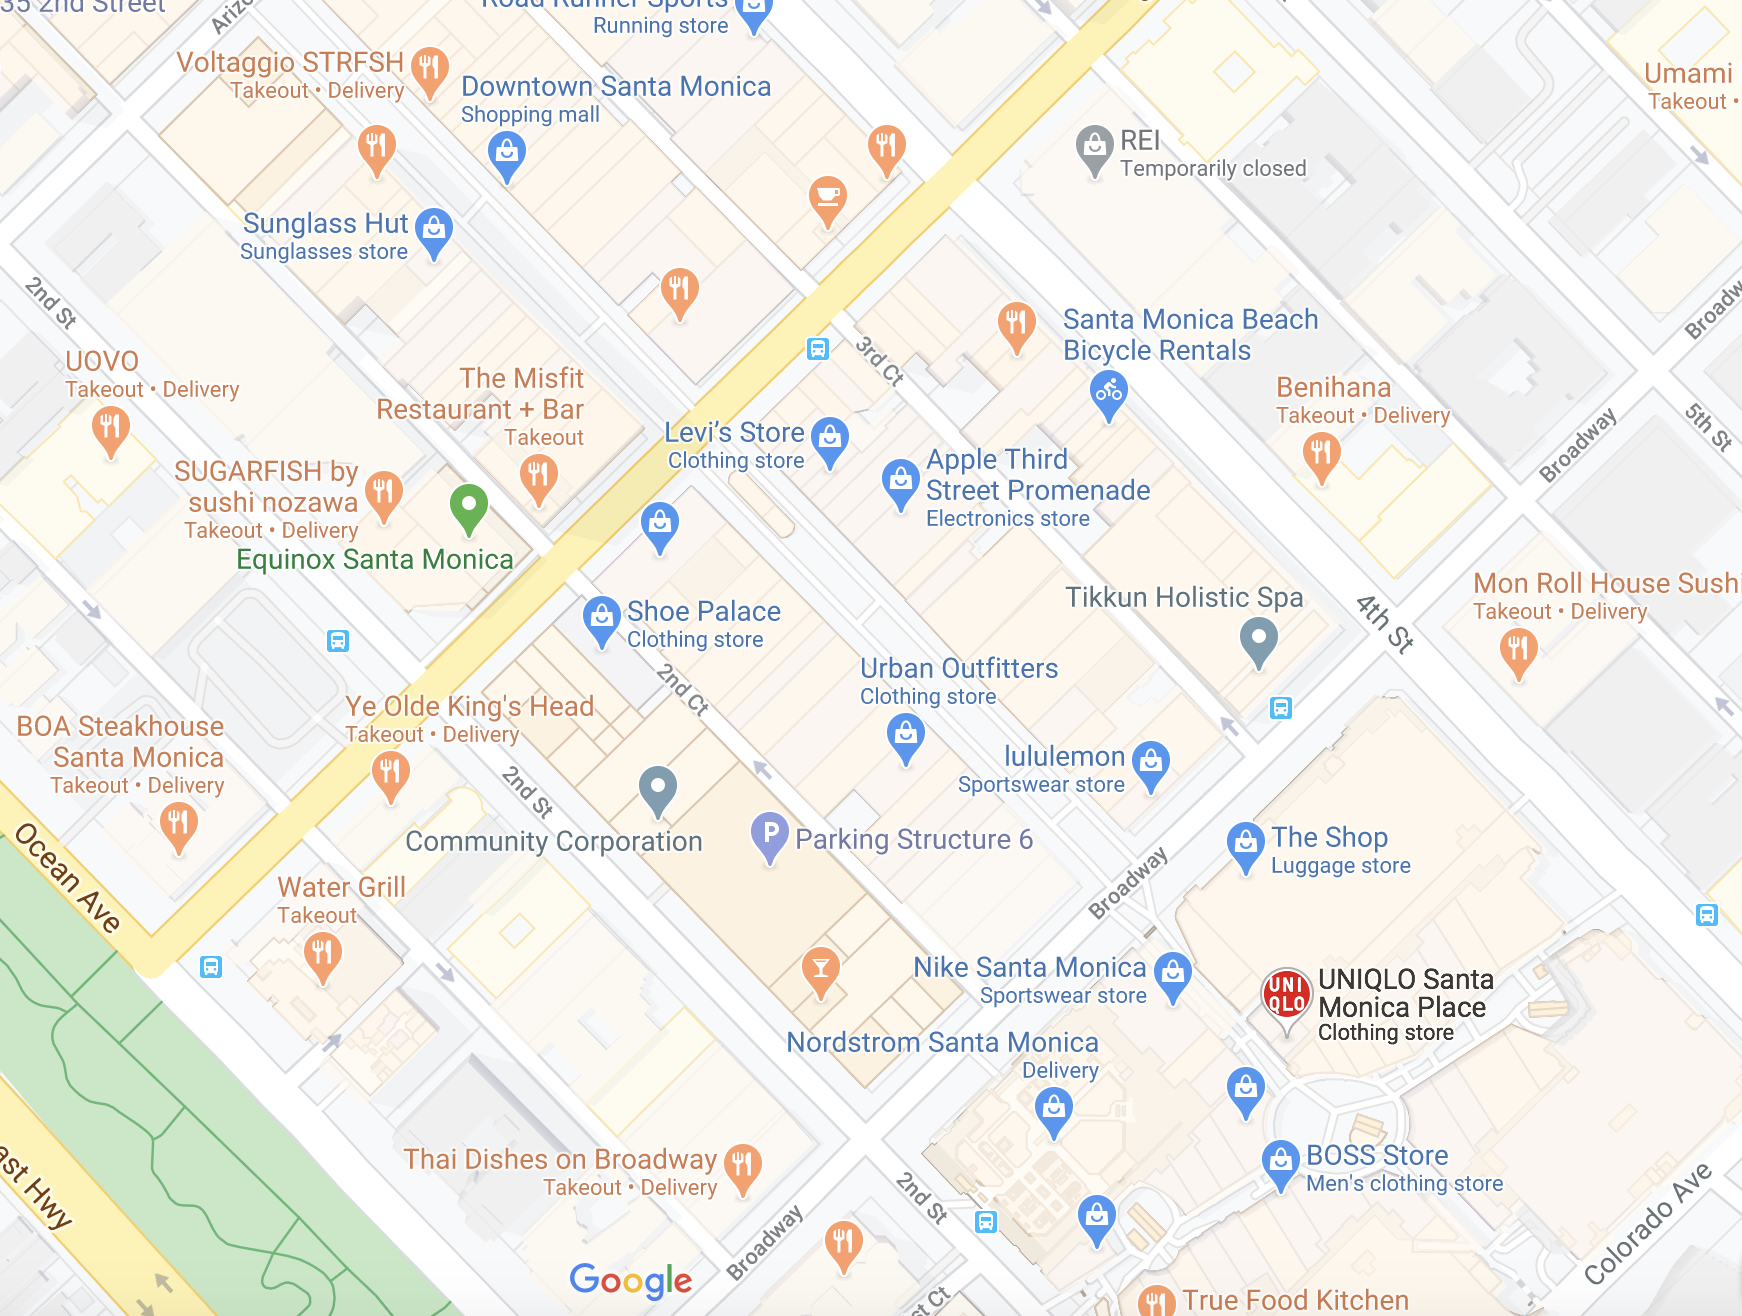 35 2nd Street
Arizo
Road Runner Sports
Running store
Voltaggio STRFSH
Takeout • Delivery
Downtown Santa Monica
Shopping mall
Umami
Takeout •
REI
Temporarily closed
Sunglass Hut
Sunglasses store
2nd St
Broadw
Santa Monica Beach
Bicycle Rentals
3rd Ct
UOVO
Takeout • Delivery
The Misfit
Restaurant + Bar
Takeout
Benihana
Takeout • Delivery
5th St
Broadway
Levi's Store
Clothing store
Apple Third
Street Promenade
Electronics store
SUGARFISH by
sushi nozawa
Takeout • Delivery
Equinox Santa Monica
Mon Roll House Sushi
Takeout • Delivery
Tikkun Holistic Spa
4th St
Shoe Palace
Clothing store
2nd Ct
Urban Outfitters
Clothing store
Ye Olde King's Head
Takeout • Delivery
BOA Steakhouse
Santa Monica
Takeout • Delivery
lululemon
Sportswear store
2nd St
Community Corporation
P
Parking Structure 6
The Shop
Luggage store
Ocean Ave
Broadway
Water Grill
Takeout
Nike Santa Monica
Sportswear store
UNI
QLO
UNIQLO Santa
Monica Place
Clothing store
Nordstrom Santa Monica
Delivery
Thai Dishes on Broadway
Takeout • Delivery
BOSS Store
Men's clothing store
2nd St
ast Hwy
Broadway
Colorado Ave
Google
st Ct
True Food Kitchen